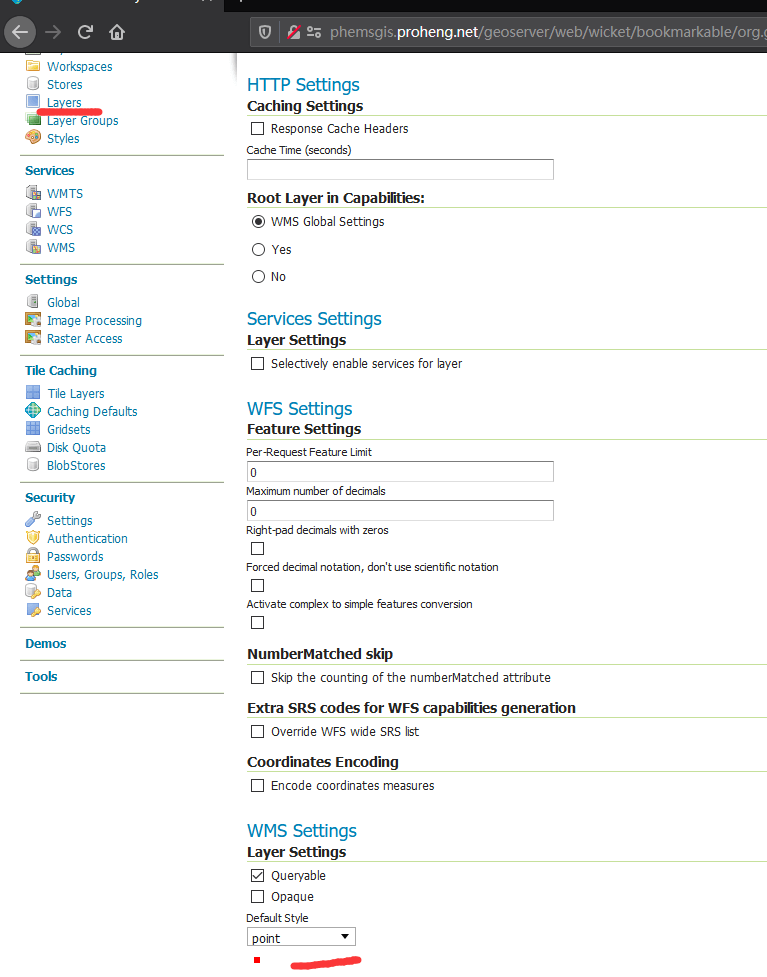 phemsgis.proheng.net/geoserver/web/wicket/bookmarkable/org.
Workspaces
Stores
Layers
Layer Groups
Styles
Services
WMTS
WFS
WCS
WMS
Settings
Global
Image Processing
Raster Access
Tile Caching
Tile Layers
Caching Defaults
Gridsets
Disk Quota
BlobStores
Security
Settings
Authentication
Passwords
Users, Groups, Roles
Data
Services
Demos
Tools
HTTP Settings
Caching Settings
Response Cache Headers
Cache Time (seconds)
Root Layer in Capabilities:
WMS Global Settings
Yes
No
Services Settings
Layer Settings
Selectively enable services for layer
WFS Settings
Feature Settings
Per-Request Feature Limit
0
Maximum number of decimals
0
Right-pad decimals with zeros
Forced decimal notation, don't use scientific notation
Activate complex to simple features conversion
NumberMatched skip
Skip the counting of the numberMatched attribute
Extra SRS codes for WFS capabilities generation
Override WFS wide SRS list
Coordinates Encoding
Encode coordinates measures
WMS Settings
Layer Settings
Queryable
Opaque
Default Style
point